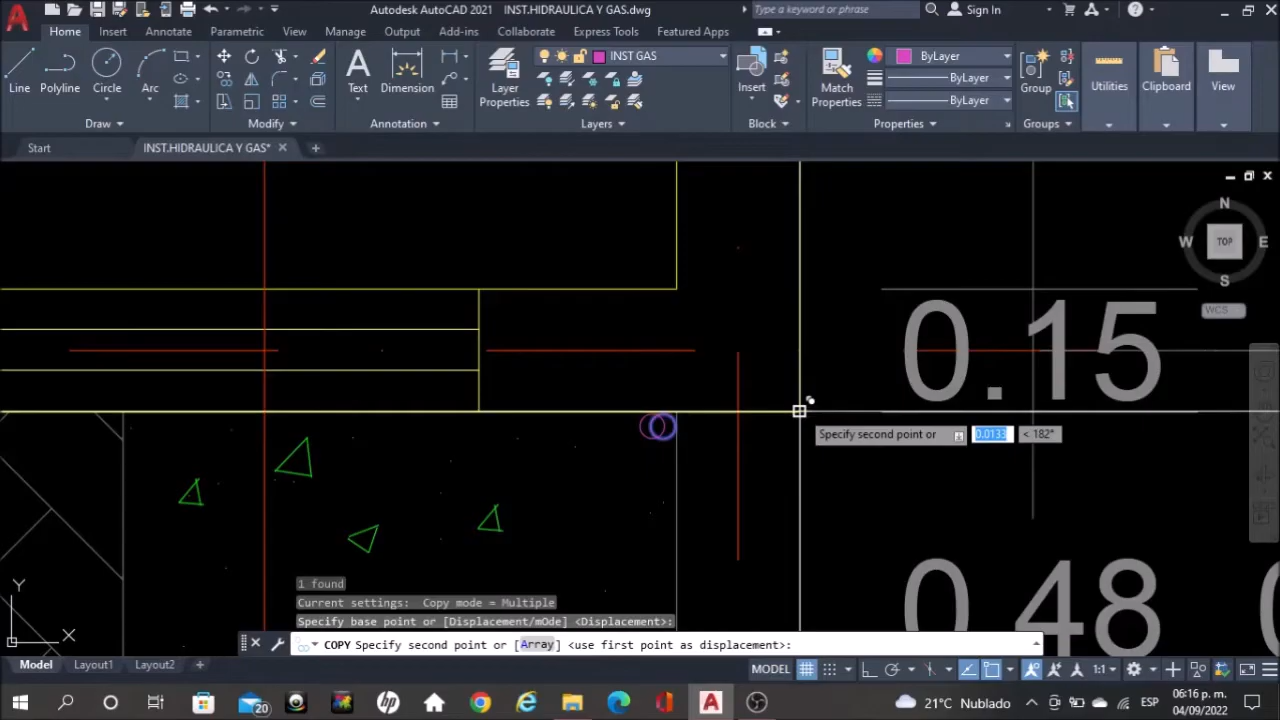 Autodesk AutoCAD 2021 INST.HIDRAULICA Y GAS.dwg
Type a keyword or phrase
Sign In
Home Insert Annotate Parametric View Manage Output Add-ins Collaborate Express Tools Featured Apps
Line Polyline Circle Arc
Text Dimension
Layer Properties
INST GAS
Insert
Match Properties
ByLayer
ByLayer
ByLayer
Group
Utilities
Clipboard
View
Draw Modify Annotation Layers Block Properties Groups
Start
INST.HIDRAULICA Y GAS*
N
W TOP E
S
WCS
0.15
Specify second point or 0.0133 < 182°
0.48
1 found
Current settings: Copy mode = Multiple
Specify base point or [Displacement/mOde] <Displacement>:
Y
X
COPY Specify second point or [Array] <use first point as displacement>:
Model Layout1 Layout2
MODEL
1:1
20
21°C Nublado
ESP
06:16 p. m.
04/09/2022